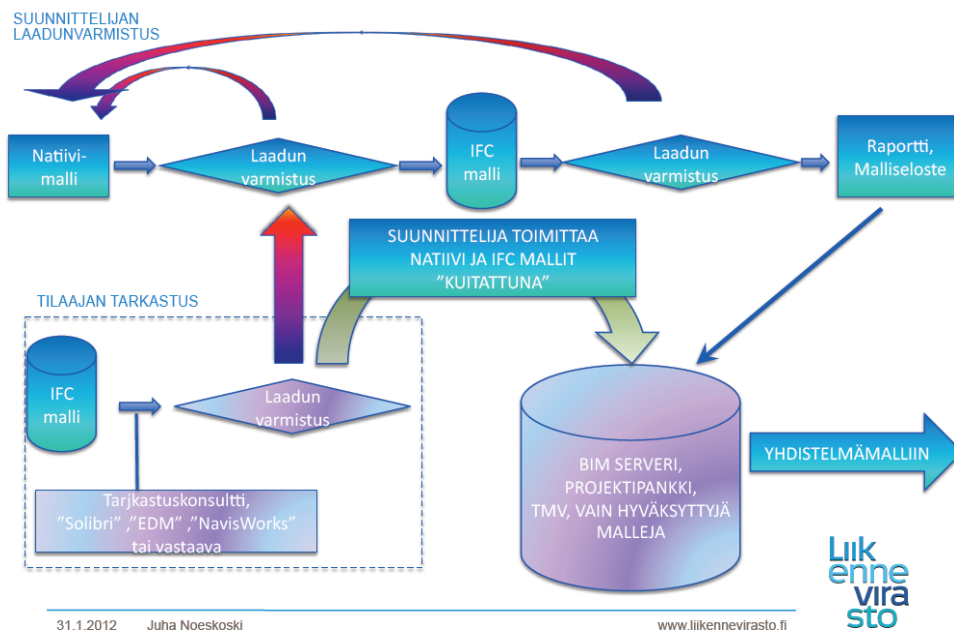 SUUNNITTELIJAN
LAADUNVARMISTUS
Natiivi-
malli
Laadun
varmistus
IFC
malli
Laadun
varmistus
Raportti,
Malliseloste
SUUNNITTELIJA TOIMITTAA
NATIIVI JA IFC MALLIT
”KUITATTUNA”
TILAAJAN TARKASTUS
IFC
malli
Laadun
varmistus
Tarjkastuskonsultti,
”Solibri” ,”EDM” ,”NavisWorks”
tai vastaava
BIM SERVERI,
PROJEKTIPANKKI,
TMV, VAIN HYVÄKSYTTYJÄ
MALLEJA
YHDISTELMÄMALLIIN
Liik
enne
vira
sto
31.1.2012 Juha Noeskoski www.liikennevirasto.fi